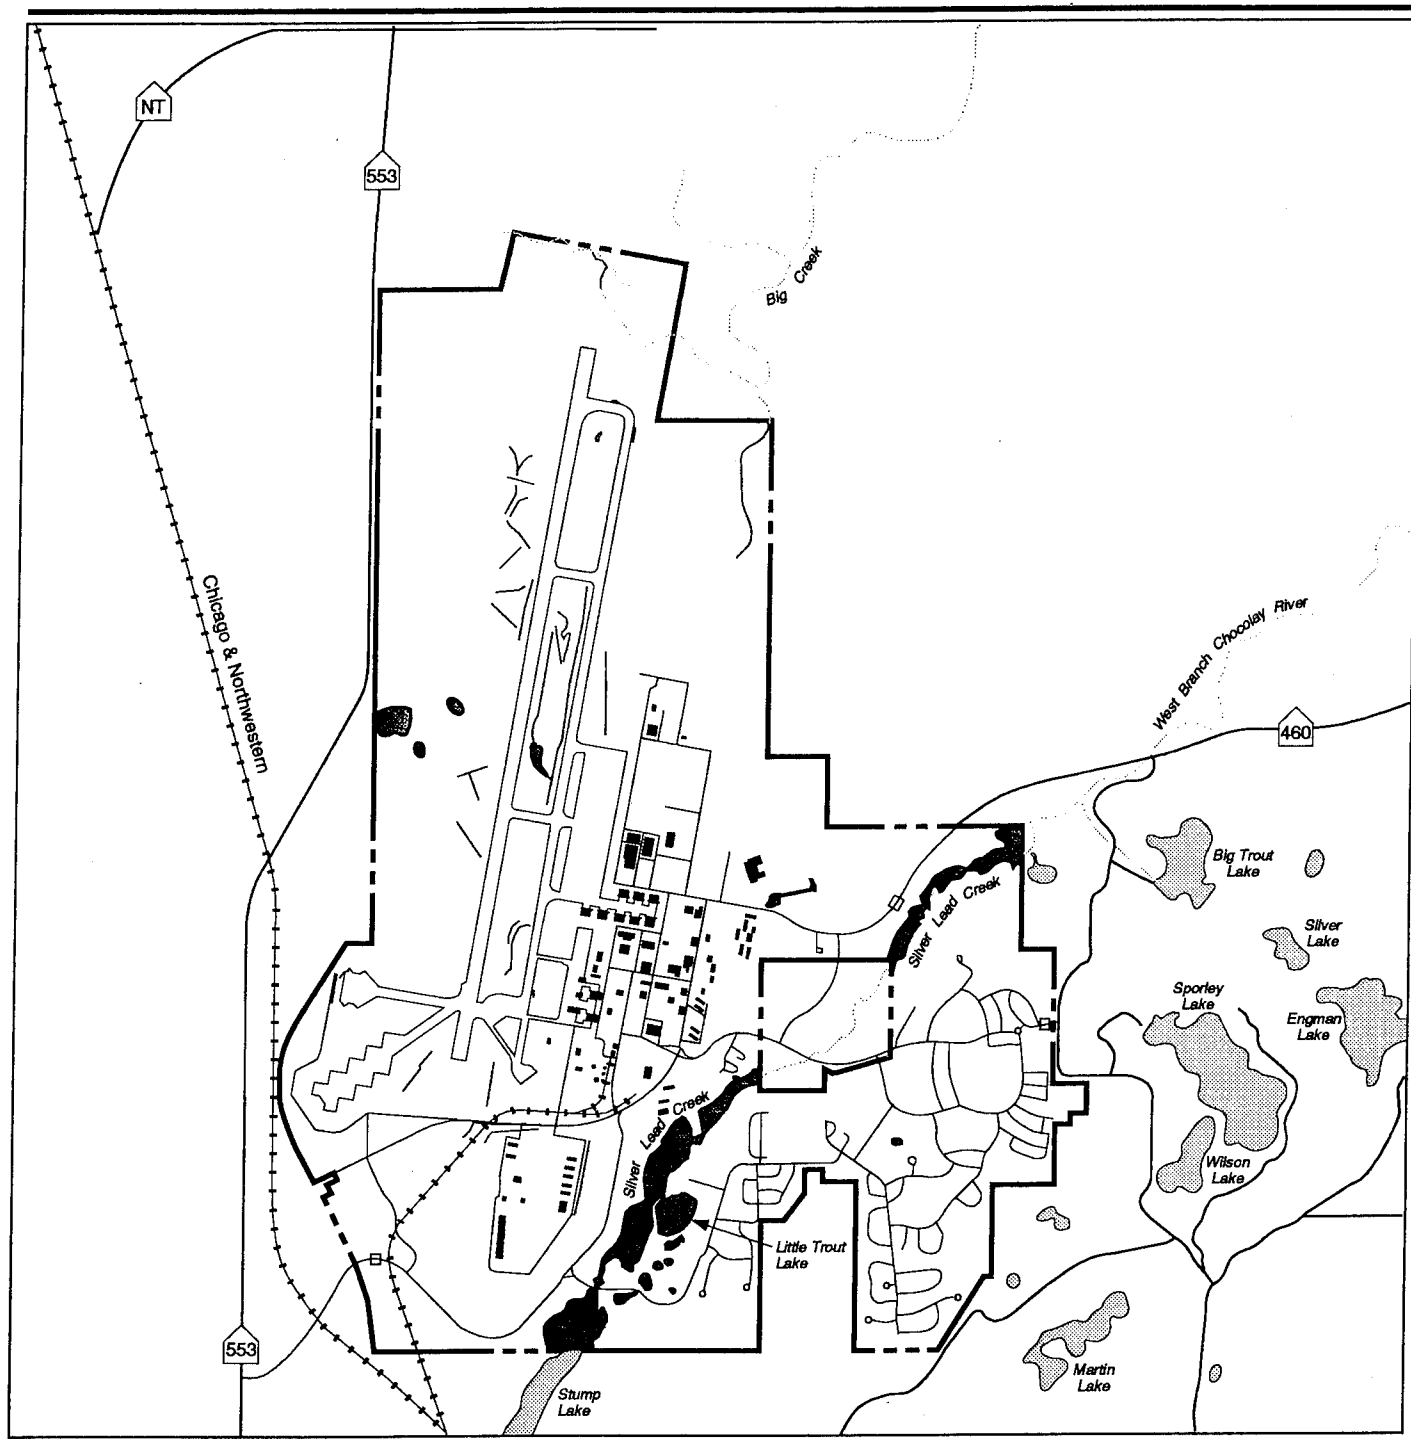 NT
553
Big Creek
Chicago & Northwestern
West Branch Chocolay River
460
Big Trout
Lake
Silver Lead Creek
Silver
Lake
Sporley
Lake
Engman
Lake
Silver Lead Creek
Wilson
Lake
Little Trout
Lake
553
Martin
Lake
Stump
Lake